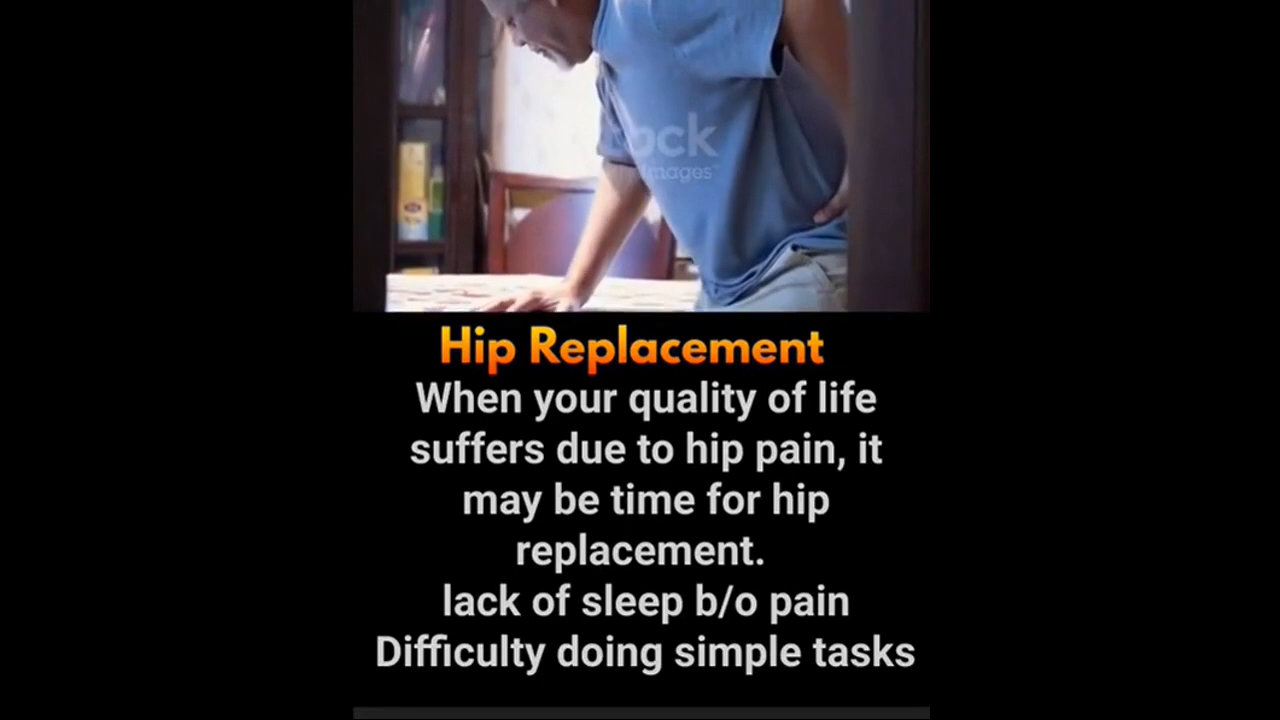 Hip Replacement
When your quality of life
suffers due to hip pain, it
may be time for hip
replacement.
lack of sleep b/o pain
Difficulty doing simple tasks